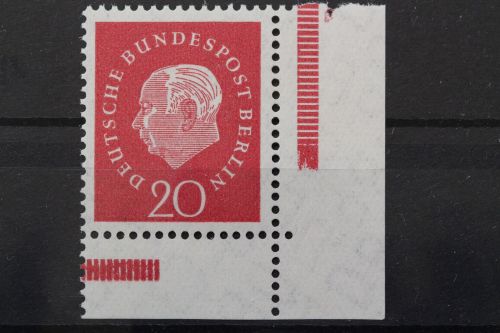 DEUTSCHE BUNDESPOST BERLIN
20